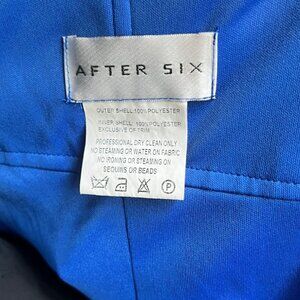 AFTER SIX
OUTER SHELL:100% POLYESTER
INNER SHELL: 100% POLYESTER
EXCLUSIVE OF TRIM
PROFESSIONAL DRY CLEAN ONLY
NO STEAMING OR WATER ON FABRIC
NO IRONING OR STEAMING ON
SEQUINS OR BEADS
P